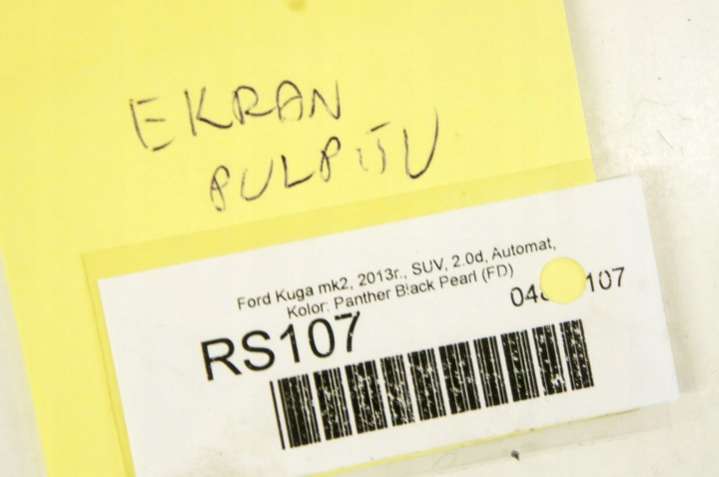 EKRAN
PULPITU
Ford Kuga mk2, 2013r., SUV, 2.0d, Automat,
Kolor: Panther Black Pearl (FD)
107
RS107